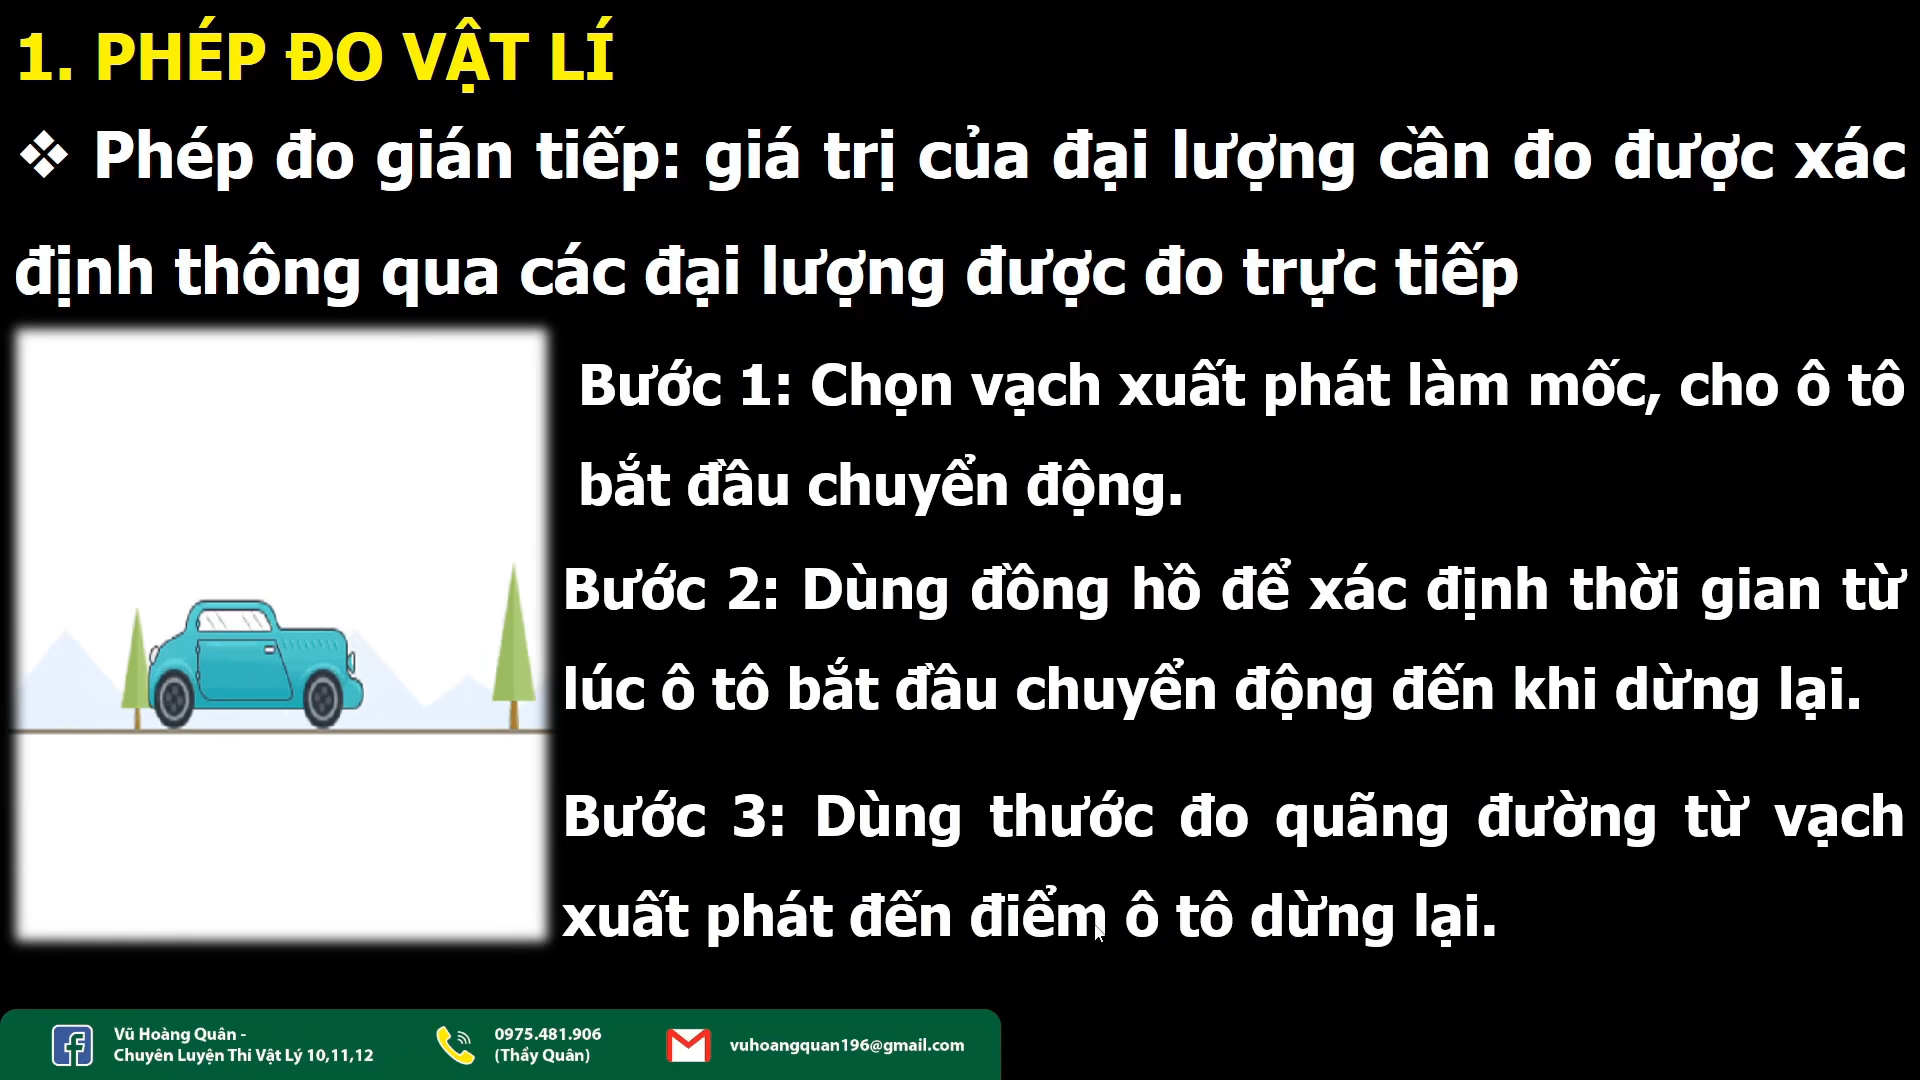 1. PHÉP ĐO VẬT LÍ
❖ Phép đo gián tiếp: giá trị của đại lượng cần đo được xác
định thông qua các đại lượng được đo trực tiếp
Bước 1: Chọn vạch xuất phát làm mốc, cho ô tô
bắt đầu chuyển động.
Bước 2: Dùng đồng hồ để xác định thời gian từ
lúc ô tô bắt đầu chuyển động đến khi dừng lại.
Bước 3: Dùng thước đo quãng đường từ vạch
xuất phát đến điểm ô tô dừng lại.
Vũ Hoàng Quân -
Chuyên Luyện Thi Vật Lý 10,11,12
0975.481.906
(Thầy Quân)
vuhoangquan196@gmail.com